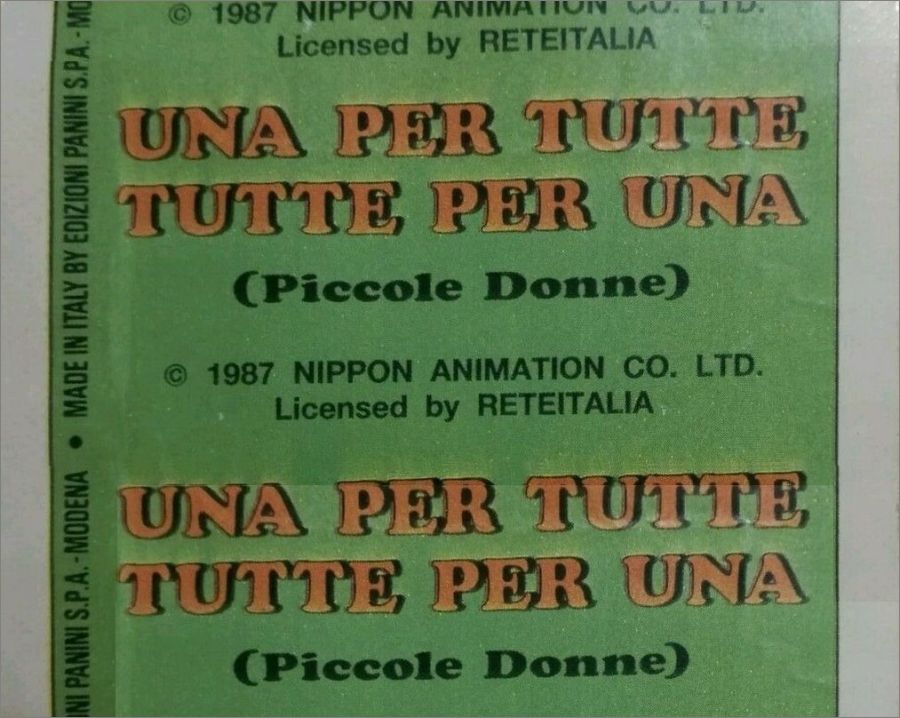 © 1987 NIPPON ANIMATION CO. LTD.
Licensed by RETEITALIA
UNA PER TUTTE
TUTTE PER UNA
(Piccole Donne)
© 1987 NIPPON ANIMATION CO. LTD.
Licensed by RETEITALIA
UNA PER TUTTE
TUTTE PER UNA
(Piccole Donne)
NI PANINI S.P.A. - MODENA • MADE IN ITALY BY EDIZIONI PANINI S.P.A. - MO